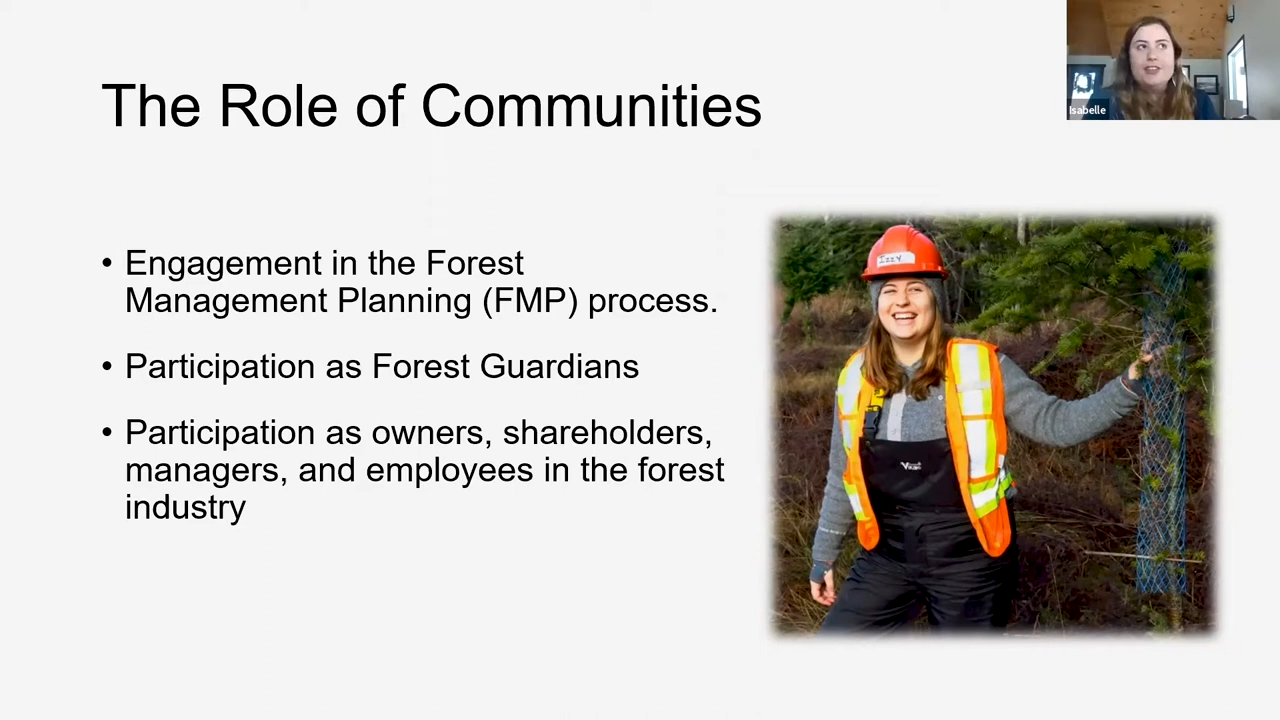 The Role of Communities
Isabelle
• Engagement in the Forest
Management Planning (FMP) process.
• Participation as Forest Guardians
• Participation as owners, shareholders,
managers, and employees in the forest
industry
Izzy